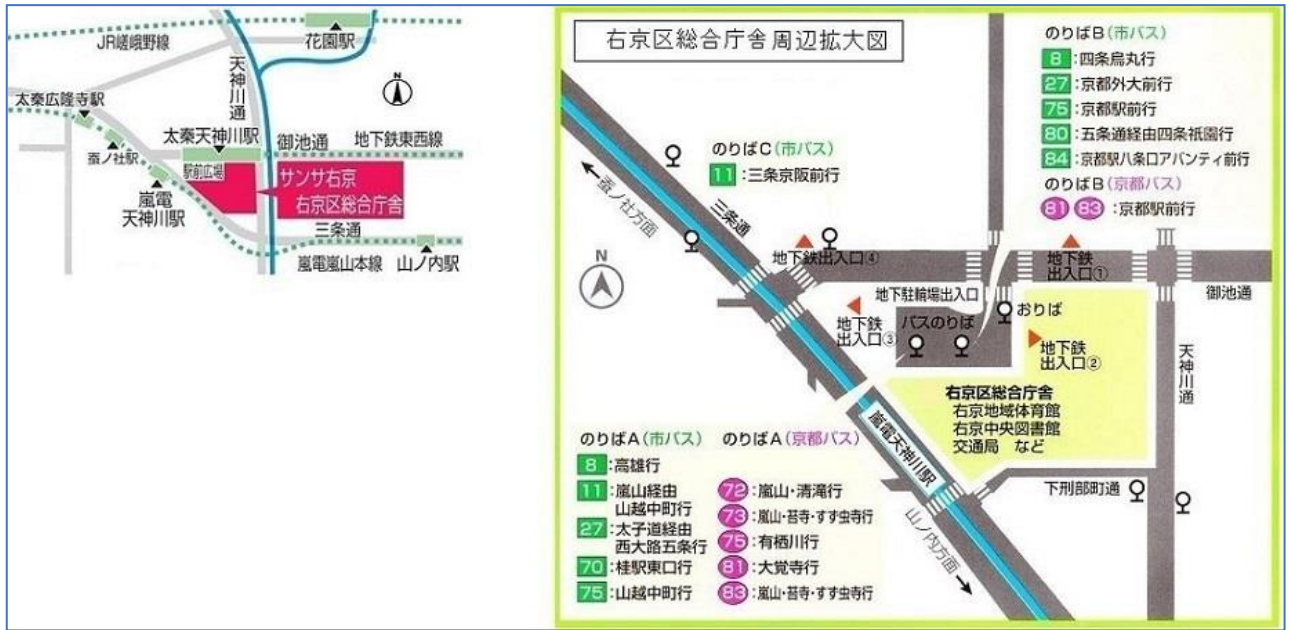 JR嵯峨野線
花園駅
天神川通
N
太秦広隆寺駅
太秦天神川駅
御池通
地下鉄東西線
蚕ノ社駅
駅前広場
サンサ右京
右京区総合庁舎
嵐電
天神川駅
三条通
嵐電嵐山本線
山ノ内駅
右京区総合庁舎周辺拡大図
のりばB(市バス)
8:四条烏丸行
27:京都外大前行
75:京都駅前行
80:五条通経由四条祇園行
84:京都駅八条口アバンティ前行
のりばB(京都バス)
81 83:京都駅前行
のりばC(市バス)
11:三条京阪前行
蚕ノ社方面
三条通
N
地下鉄出入口④
地下鉄
出入口①
御池通
地下駐輪場出入口
おりば
地下鉄
出入口③
バスのりば
地下鉄
出入口②
天神川通
右京区総合庁舎
右京地域体育館
右京中央図書館
交通局 など
嵐電天神川駅
下刑部町通
山ノ内方面
のりばA(市バス)
8:高雄行
11:嵐山経由
山越中町行
27:太子道経由
西大路五条行
70:桂駅東口行
75:山越中町行
のりばA(京都バス)
72:嵐山・清滝行
73:嵐山・苔寺・すず虫寺行
75:有栖川行
81:大覚寺行
83:嵐山・苔寺・すず虫寺行